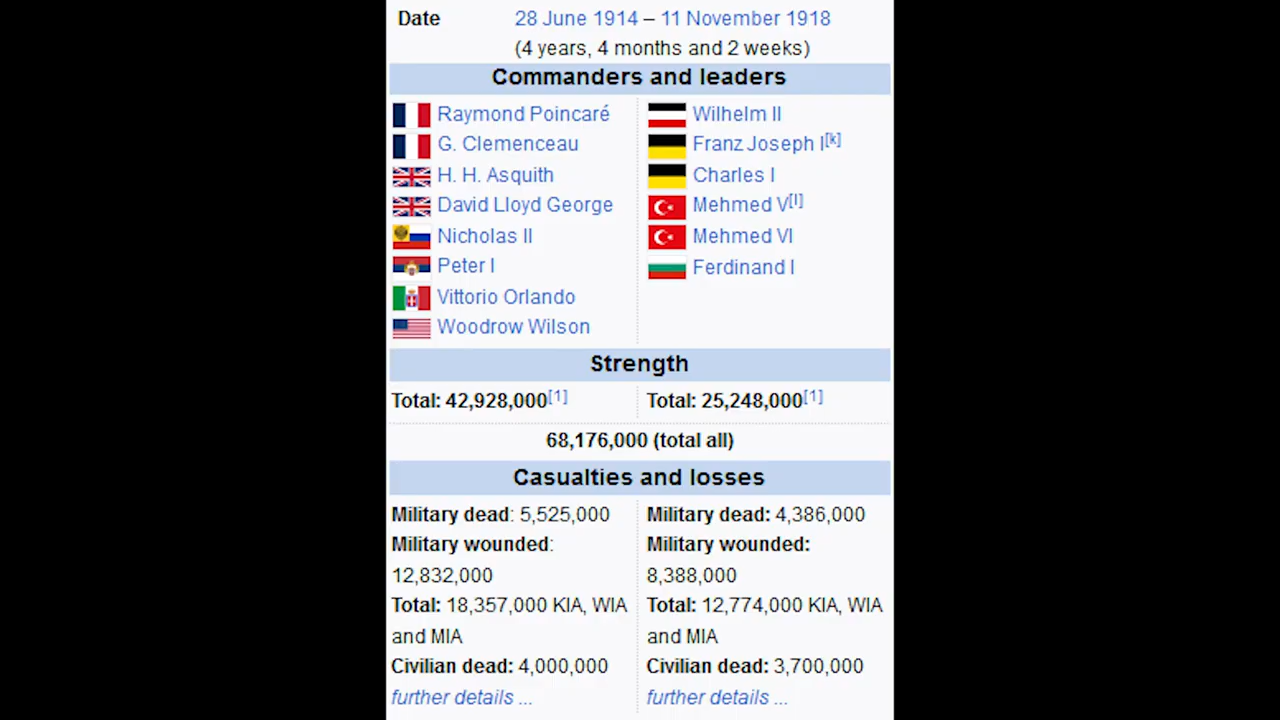 Date 28 June 1914 – 11 November 1918
(4 years, 4 months and 2 weeks)
Commanders and leaders
Raymond Poincaré
G. Clemenceau
H. H. Asquith
David Lloyd George
Nicholas II
Peter I
Vittorio Orlando
Woodrow Wilson
Wilhelm II
Franz Joseph I[k]
Charles I
Mehmed V[l]
Mehmed VI
Ferdinand I
Strength
Total: 42,928,000[1]
Total: 25,248,000[1]
68,176,000 (total all)
Casualties and losses
Military dead: 5,525,000
Military wounded:
12,832,000
Total: 18,357,000 KIA, WIA
and MIA
Civilian dead: 4,000,000
further details ...
Military dead: 4,386,000
Military wounded:
8,388,000
Total: 12,774,000 KIA, WIA
and MIA
Civilian dead: 3,700,000
further details ...